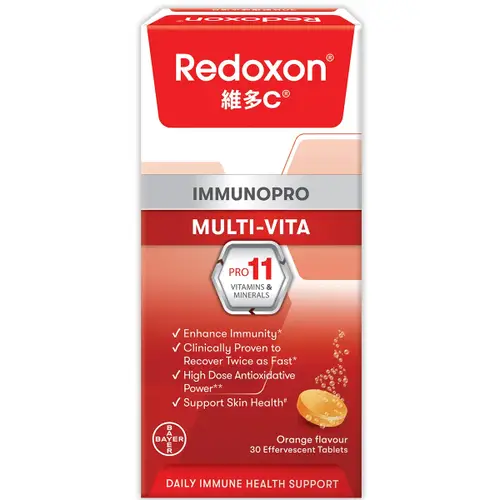 Redoxon®
維多C®
IMMUNOPRO
MULTI-VITA
PRO 11
VITAMINS &
MINERALS
✓ Enhance Immunity*
✓ Clinically Proven to
Recover Twice as Fast^
✓ High Dose Antioxidative
Power**
✓ Support Skin Health#
BAYER
BAYER
Orange flavour
30 Effervescent Tablets
DAILY IMMUNE HEALTH SUPPORT